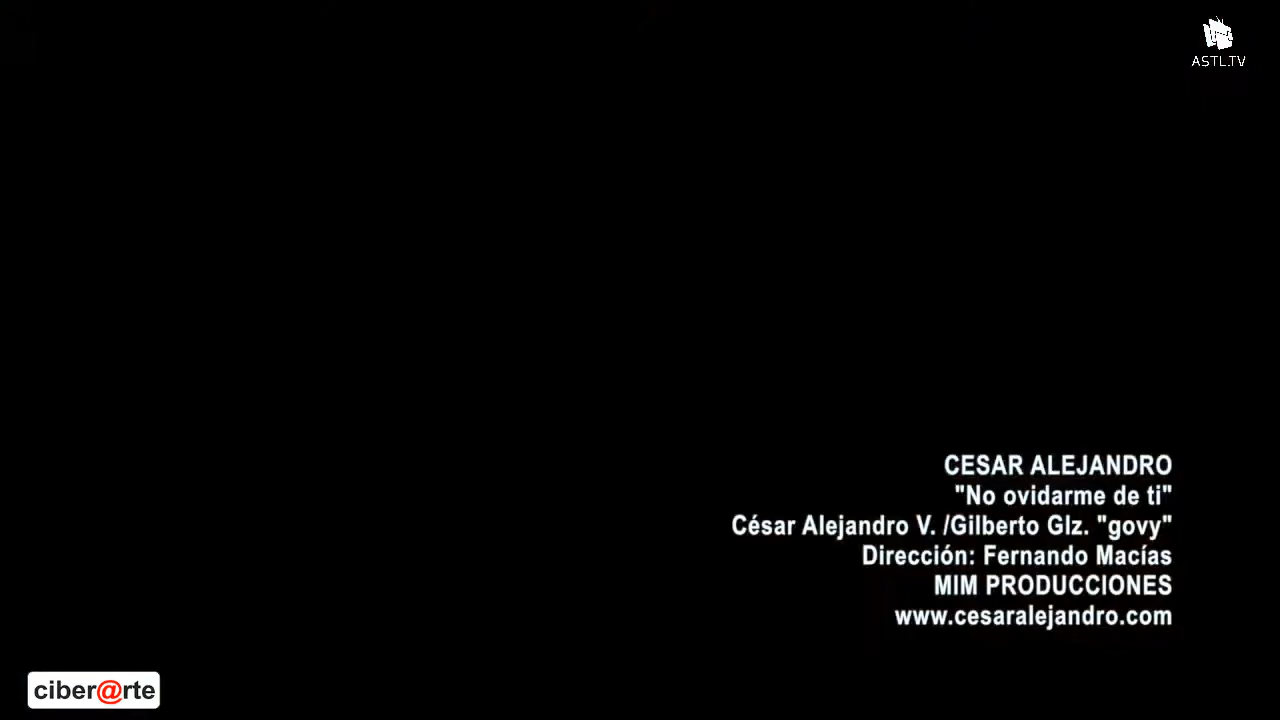 ASTL.TV
CESAR ALEJANDRO
"No ovidarme de ti"
César Alejandro V. /Gilberto Glz. "govy"
Dirección: Fernando Macías
MIM PRODUCCIONES
www.cesaralejandro.com
ciber@rte